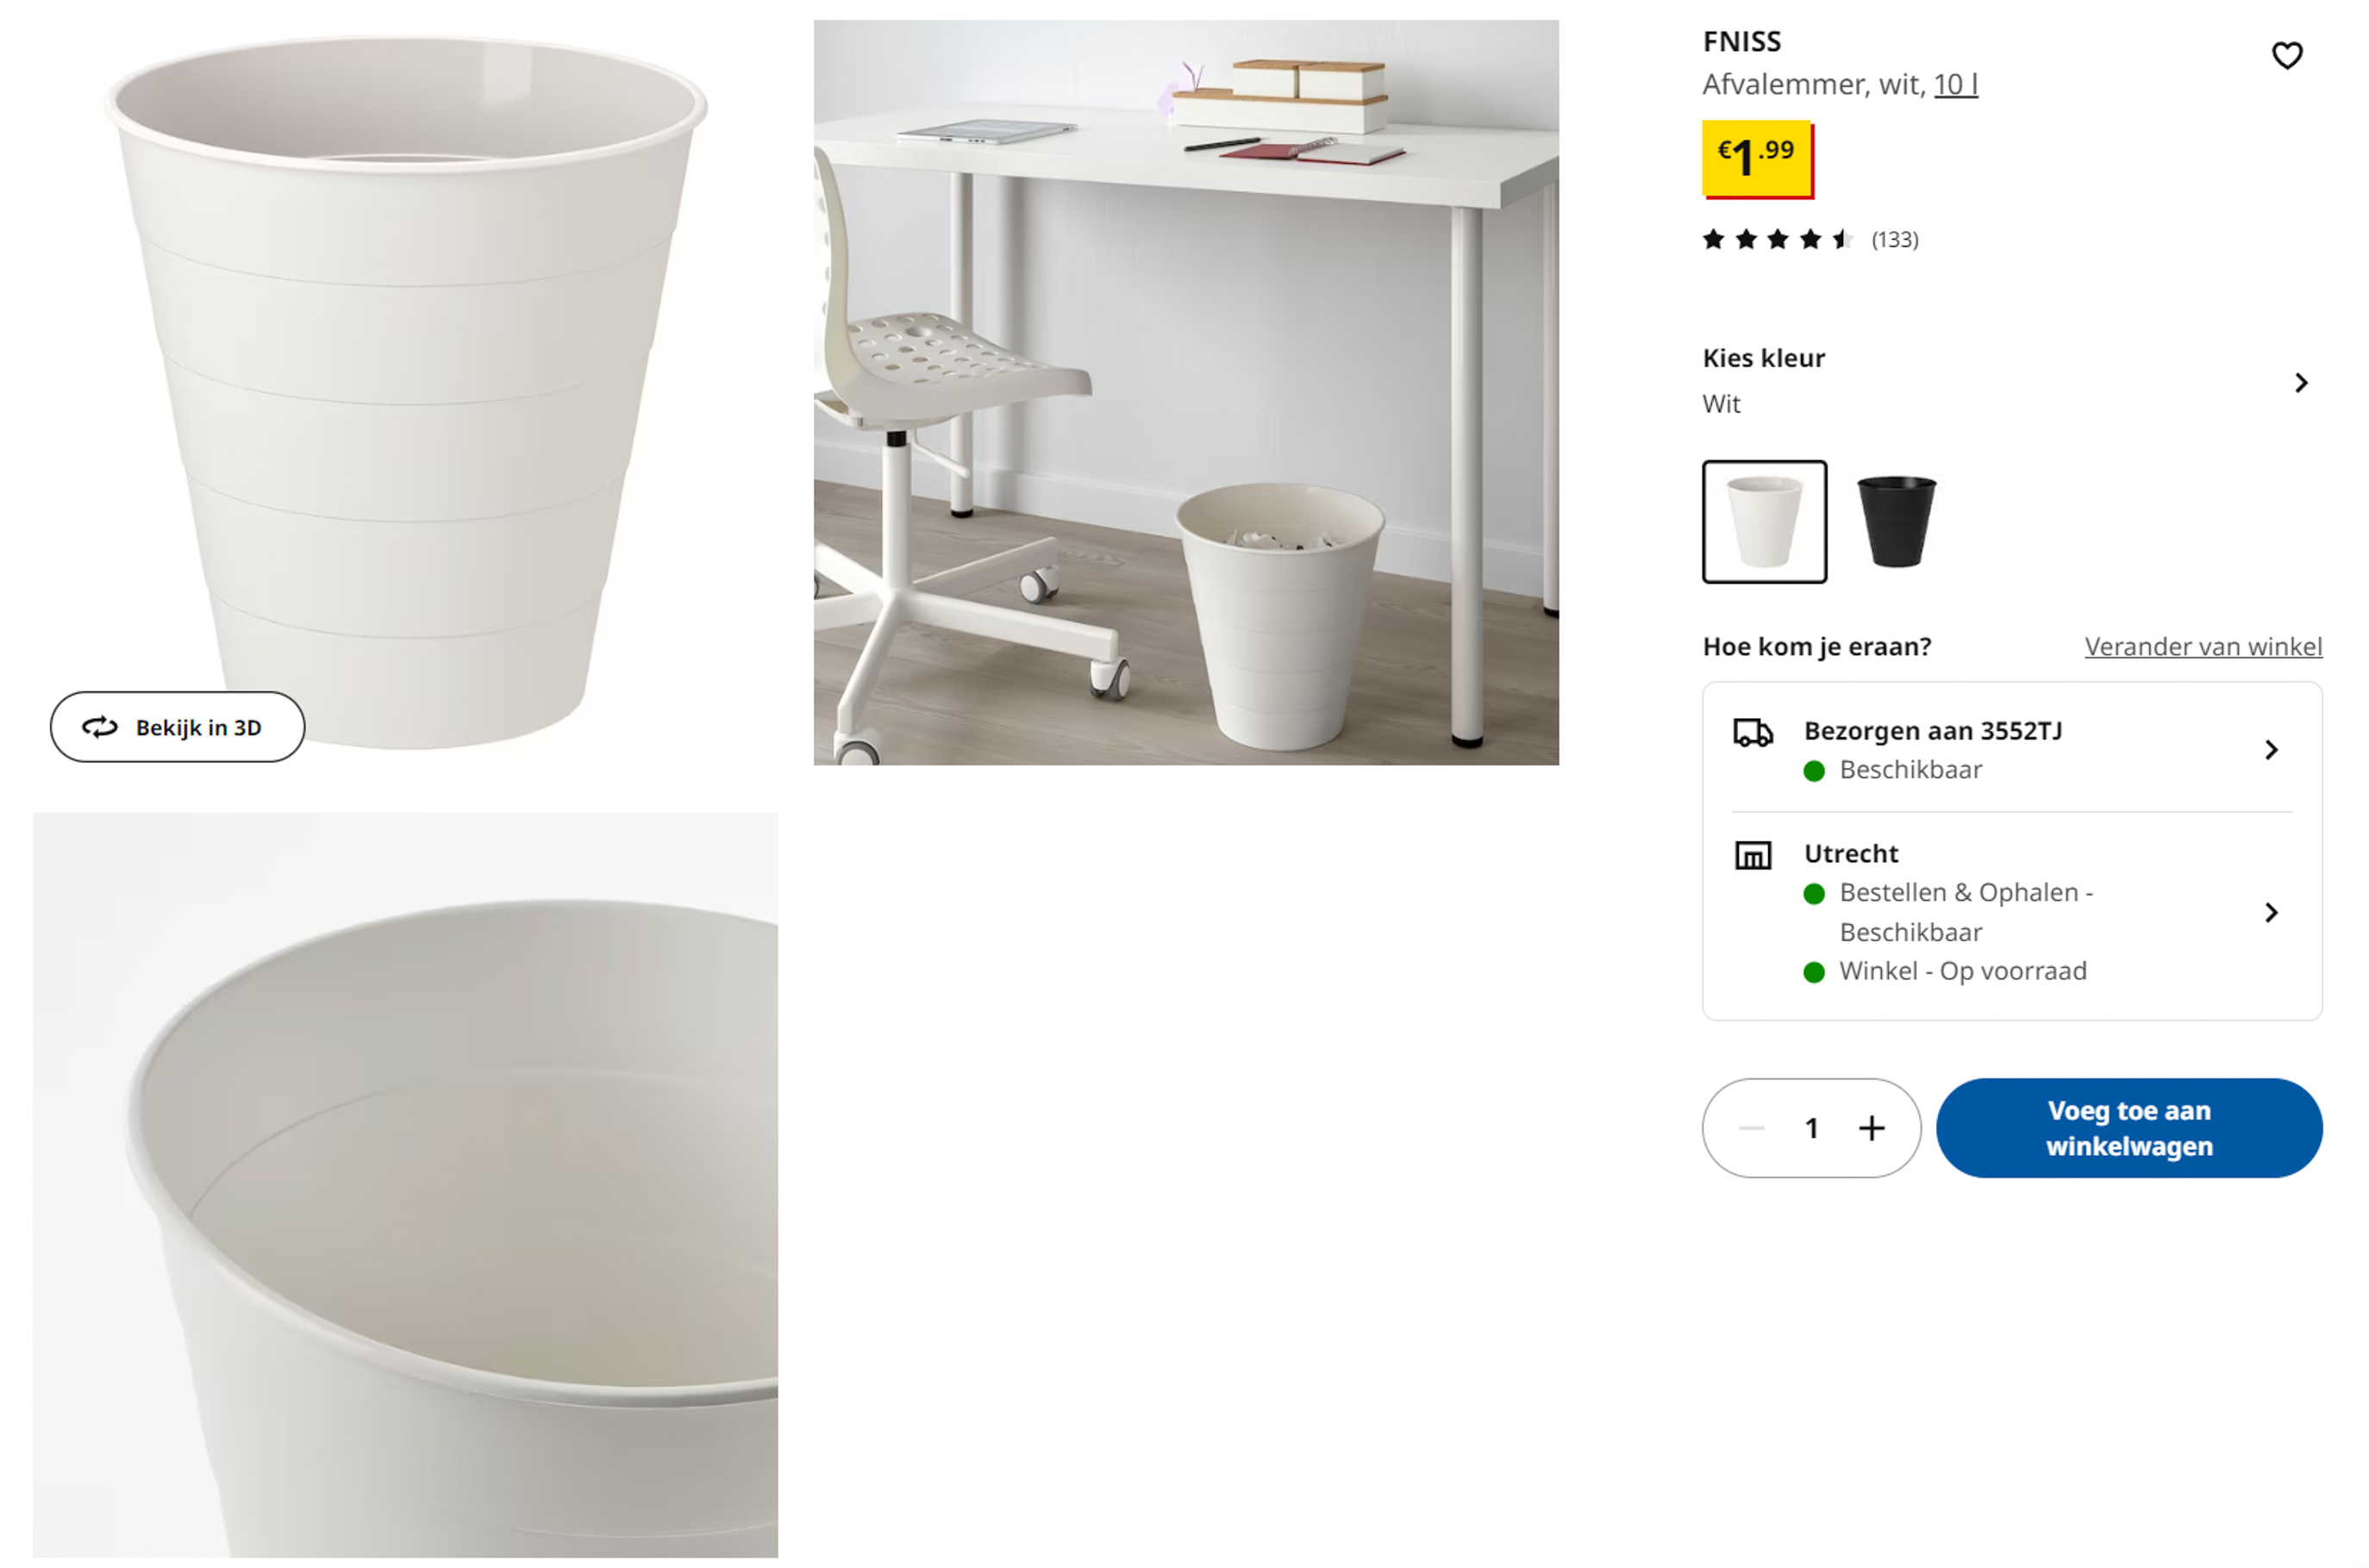 FNISS
Afvalemmer, wit, 10 l
€1.99
(133)
Kies kleur
Wit
Hoe kom je eraan?
Verander van winkel
Bezorgen aan 3552TJ
Beschikbaar
Utrecht
Bestellen & Ophalen -
Beschikbaar
Winkel - Op voorraad
1
Voeg toe aan
winkelwagen
Bekijk in 3D